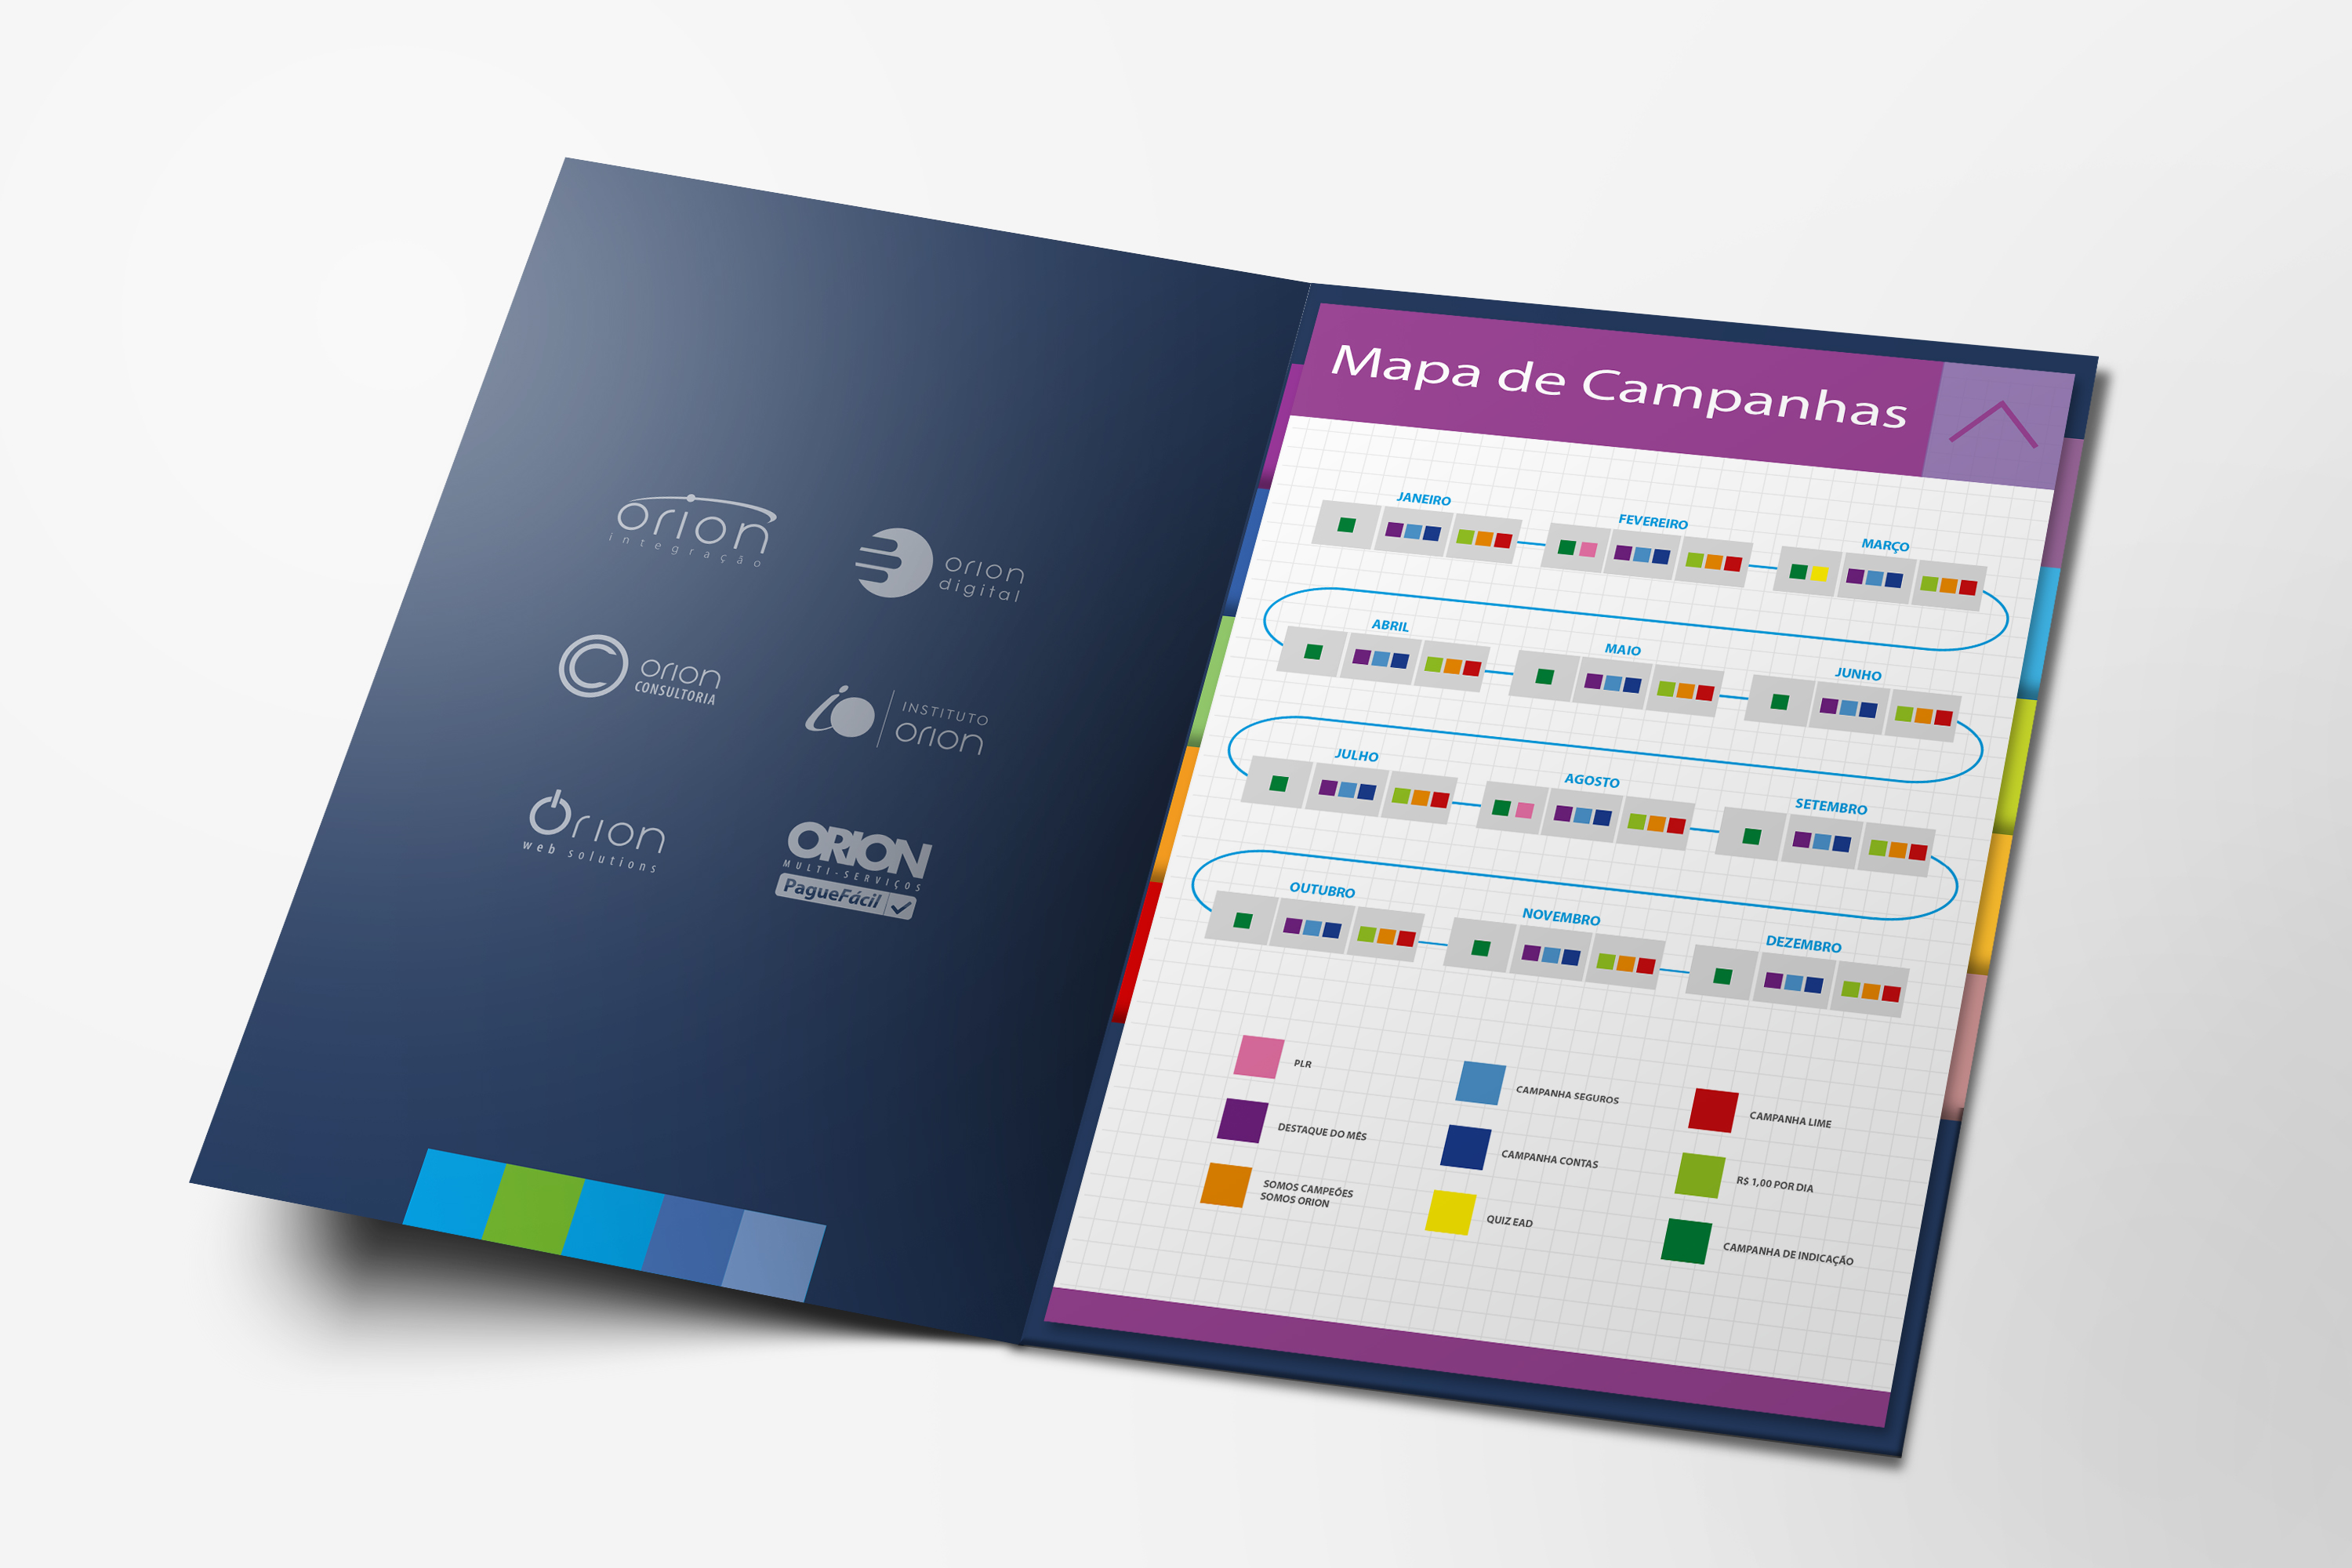 orion
integração
orion
digital
orion
CONSULTORIA
INSTITUTO
orion
orion
web solutions
ORION
MULTI-SERVIÇOS
PagueFácil
Mapa de Campanhas
JANEIRO
FEVEREIRO
MARÇO
ABRIL
MAIO
JUNHO
JULHO
AGOSTO
SETEMBRO
OUTUBRO
NOVEMBRO
DEZEMBRO
PLR
CAMPANHA SEGUROS
CAMPANHA LIME
DESTAQUE DO MÊS
CAMPANHA CONTAS
R$ 1,00 POR DIA
SOMOS CAMPEÕES
SOMOS ORION
QUIZ EAD
CAMPANHA DE INDICAÇÃO